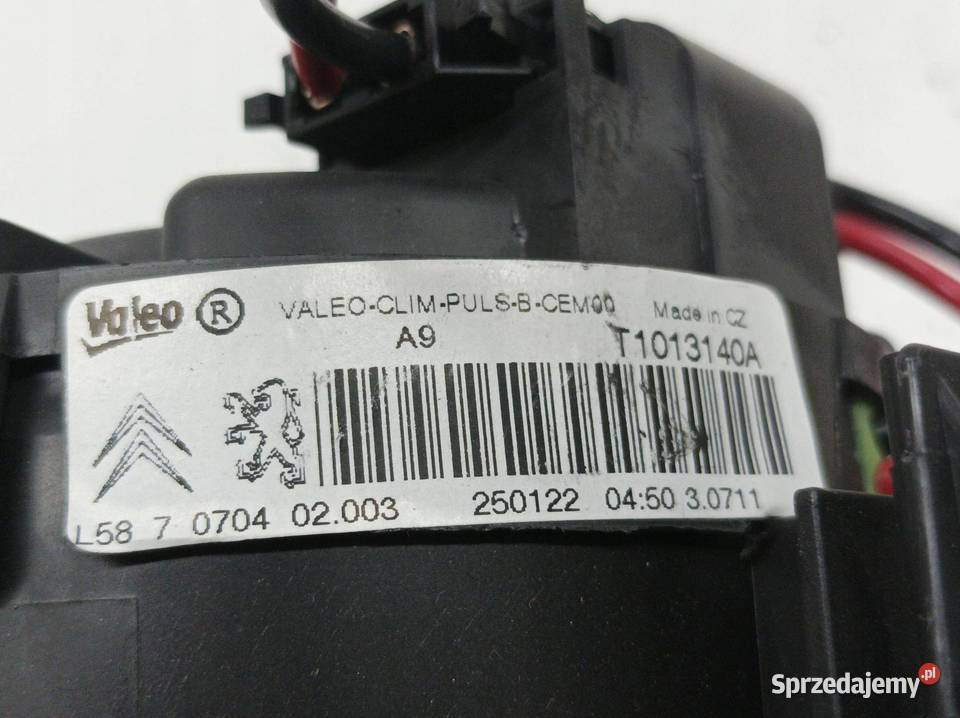 Valeo ® VALEO-CLIM-PULS-B-CEM00 Made in CZ
A9 T1013140A
L58 7 0704 02.003 250122 04:50 3.0711
Sprzedajemy.pl